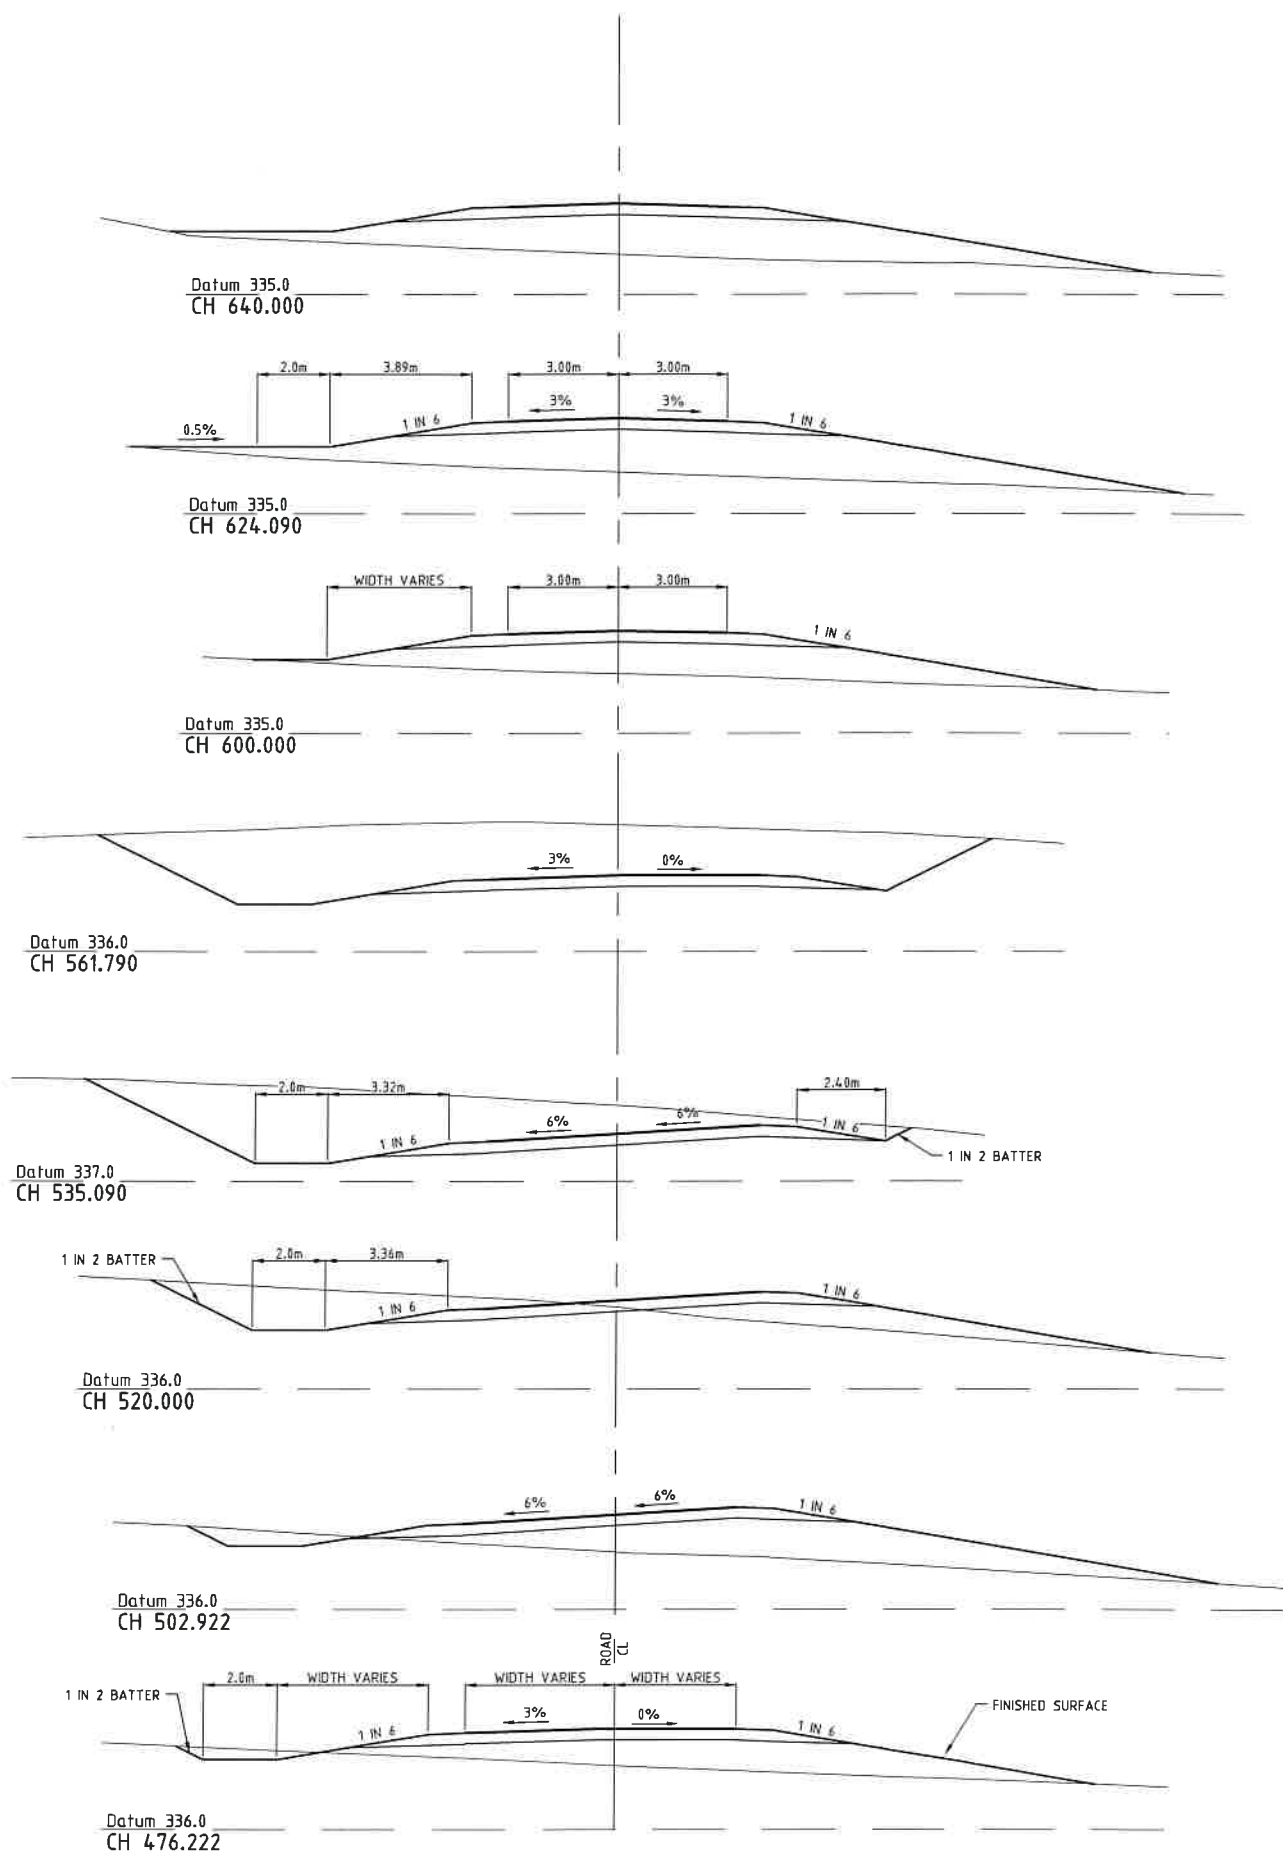 Datum 335.0
CH 640.000
2.0m 3.89m 3.00m 3.00m
3% 3%
1 IN 6 1 IN 6
0.5%
Datum 335.0
CH 624.090
WIDTH VARIES 3.00m 3.00m
1 IN 6
Datum 335.0
CH 600.000
3% 0%
Datum 336.0
CH 561.790
2.0m 3.32m 2.40m
6% 6%
1 IN 6 1 IN 6
1 IN 2 BATTER
Datum 337.0
CH 535.090
1 IN 2 BATTER 2.0m 3.36m
1 IN 6 1 IN 6
Datum 336.0
CH 520.000
6% 6%
1 IN 6
Datum 336.0
CH 502.922
ROAD
CL
2.0m WIDTH VARIES WIDTH VARIES WIDTH VARIES
1 IN 2 BATTER
FINISHED SURFACE
3% 0%
1 IN 6 1 IN 6
Datum 336.0
CH 476.222